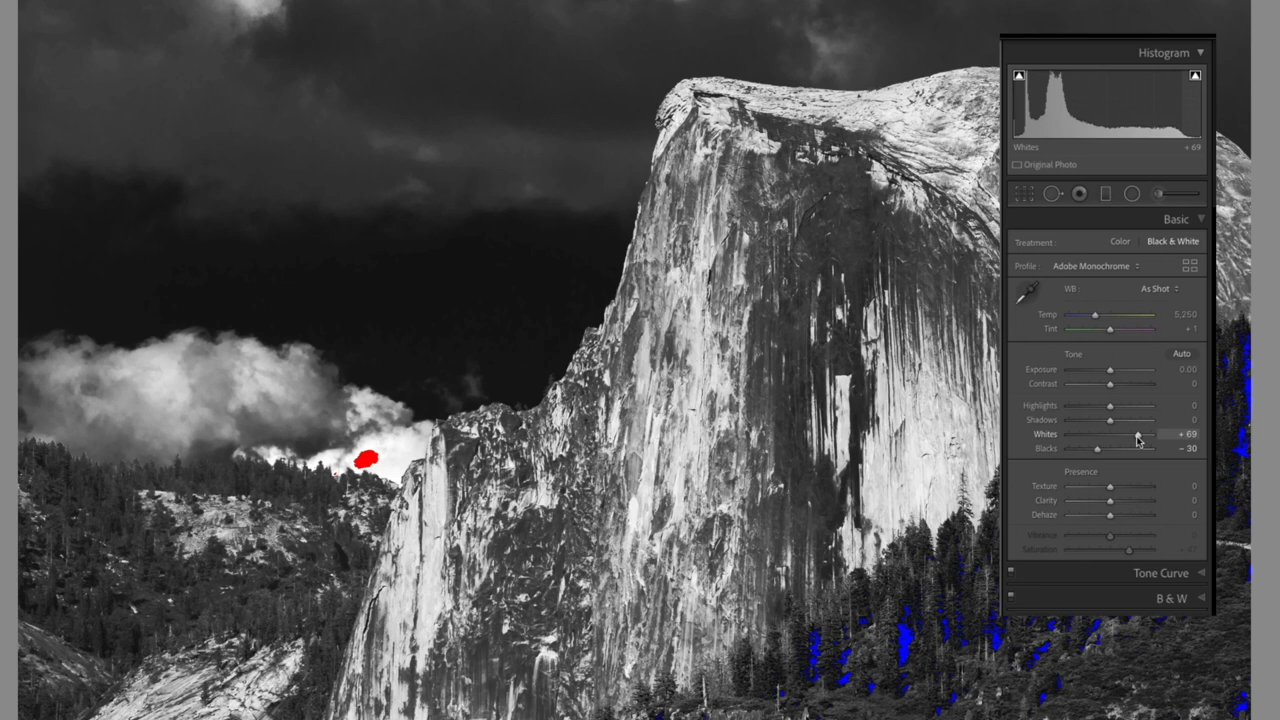 Histogram
Whites + 69
Original Photo
Basic
Treatment : Color Black & White
Profile : Adobe Monochrome
WB : As Shot
Temp 5,250
Tint + 1
Tone Auto
Exposure 0.00
Contrast 0
Highlights 0
Shadows 0
Whites + 69
Blacks − 30
Presence
Texture 0
Clarity 0
Dehaze 0
Vibrance 0
Saturation + 47
Tone Curve
B & W